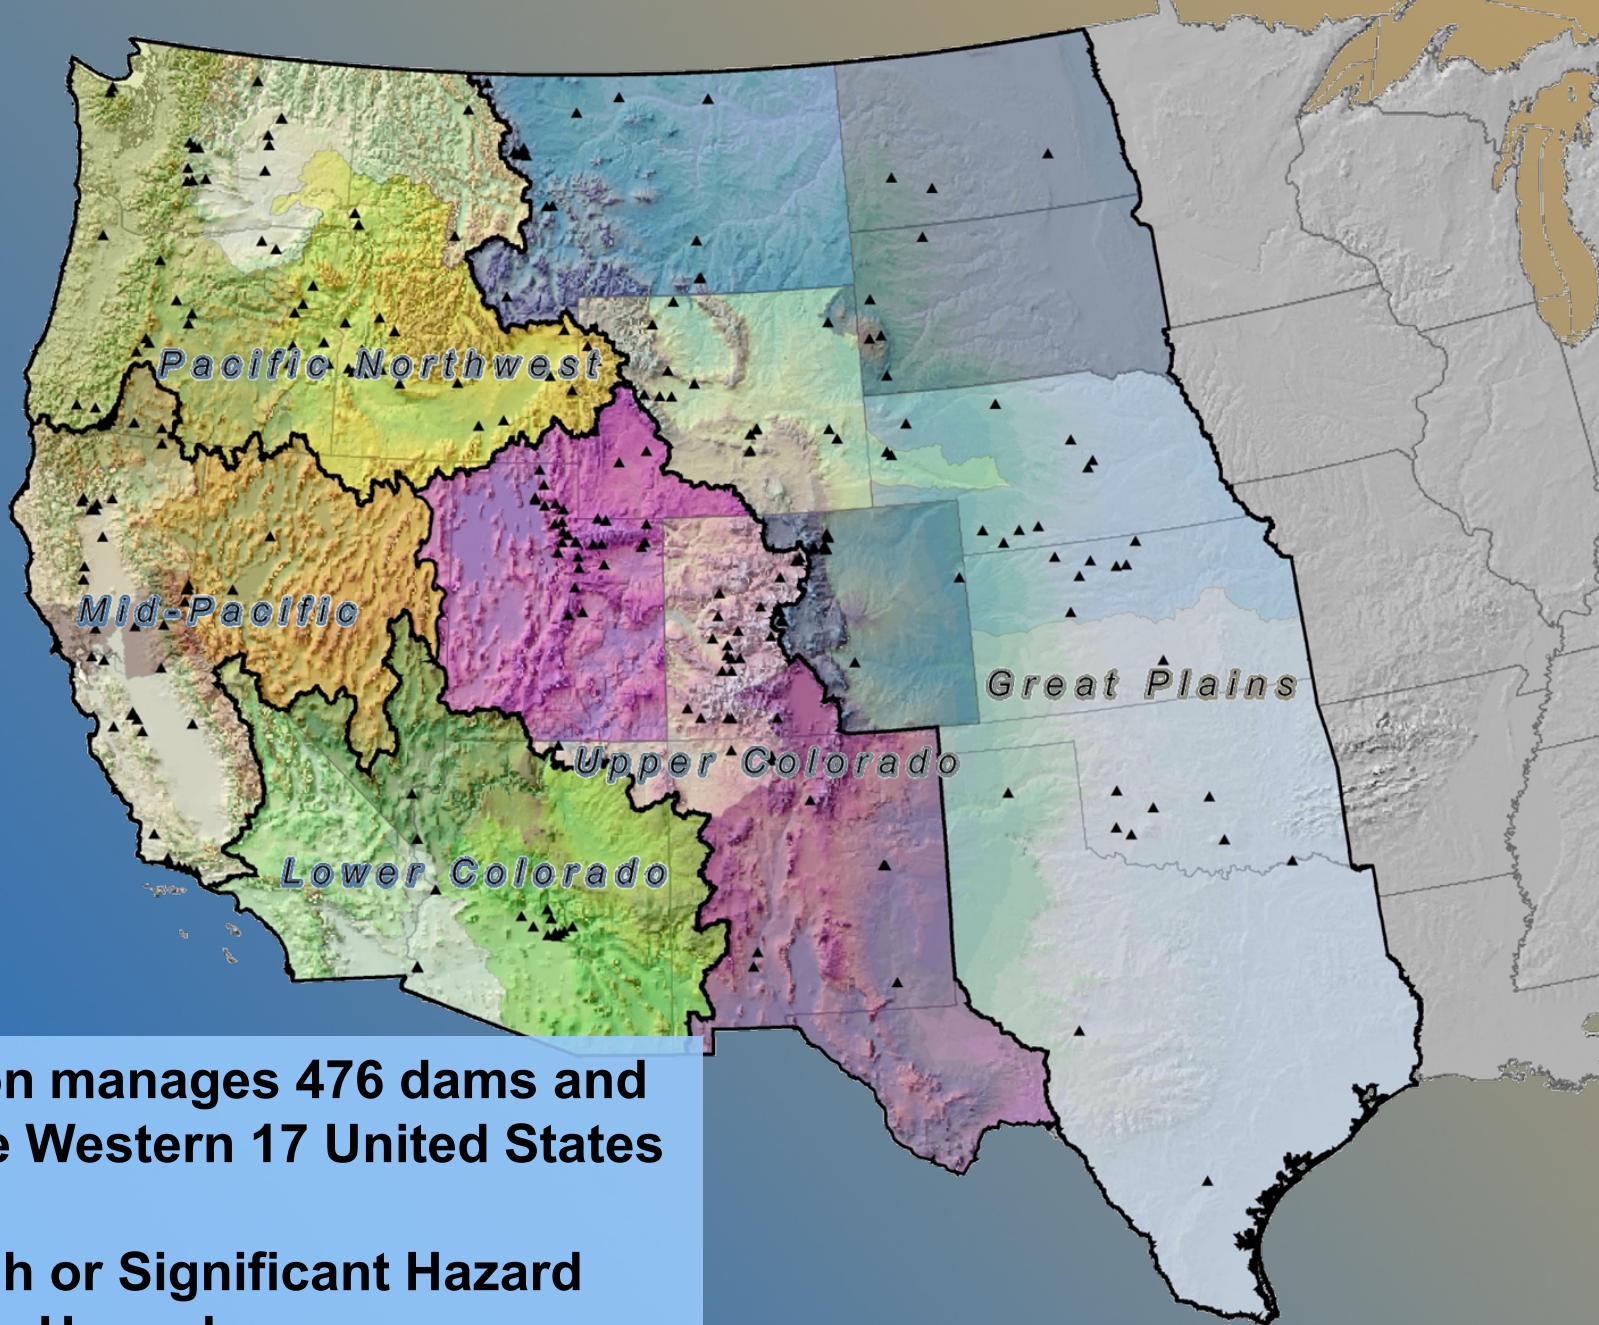 Pacific Northwest
Mid-Pacific
Great Plains
Upper Colorado
Lower Colorado
on manages 476 dams and
e Western 17 United States
h or Significant Hazard